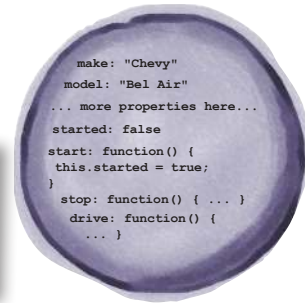 make: "Chevy"
model: "Bel Air"
... more properties here...
started: false
start: function() {
this.started = true;
}
stop: function() { ... }
drive: function() {
... }